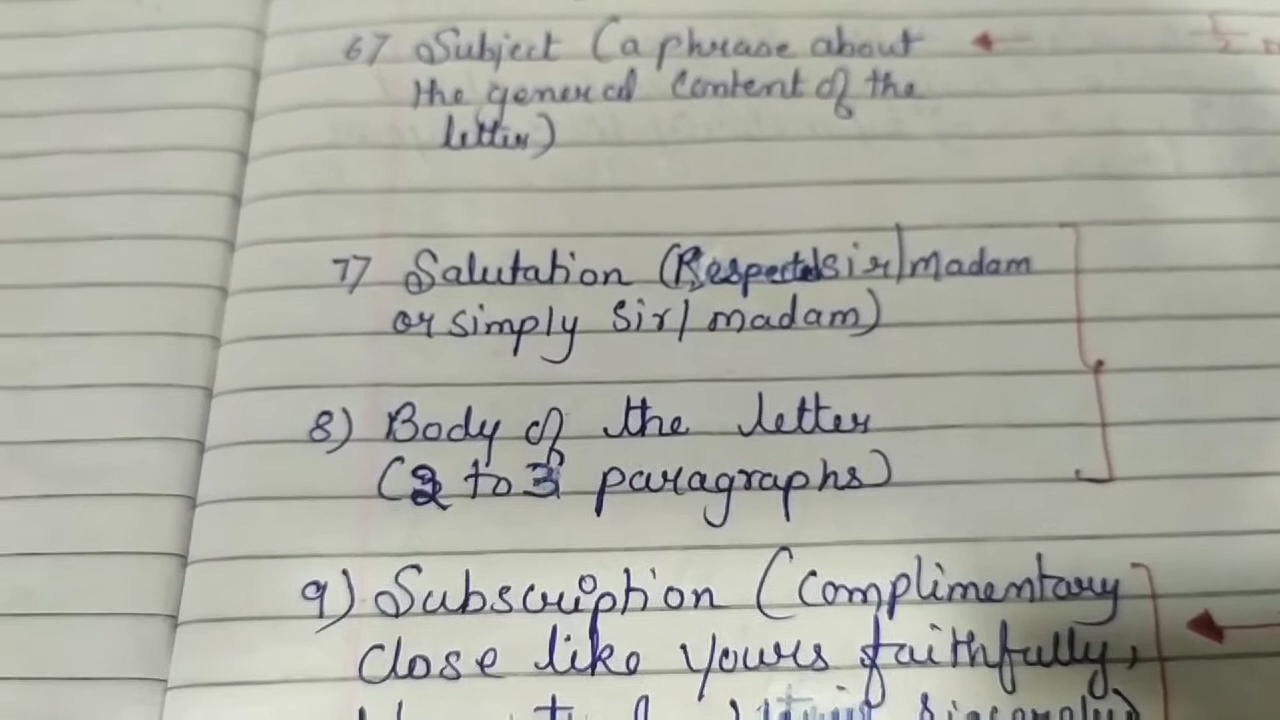 6) Subject (a phrase about
the general content of the
letter)
7) Salutation (Respected sir/madam
or simply Sir/madam)
8) Body of the letter
(2 to 3 paragraphs)
9) Subscription (Complimentary
close like yours faithfully,